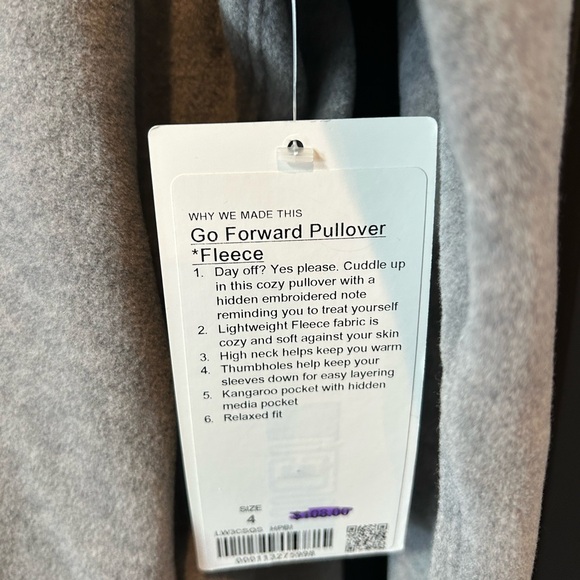 WHY WE MADE THIS
Go Forward Pullover
*Fleece
1. Day off? Yes please. Cuddle up
in this cozy pullover with a
hidden embroidered note
reminding you to treat yourself
2. Lightweight Fleece fabric is
cozy and soft against your skin
3. High neck helps keep you warm
4. Thumbholes help keep your
sleeves down for easy layering
5. Kangaroo pocket with hidden
media pocket
6. Relaxed fit
SIZE
4
$108.00